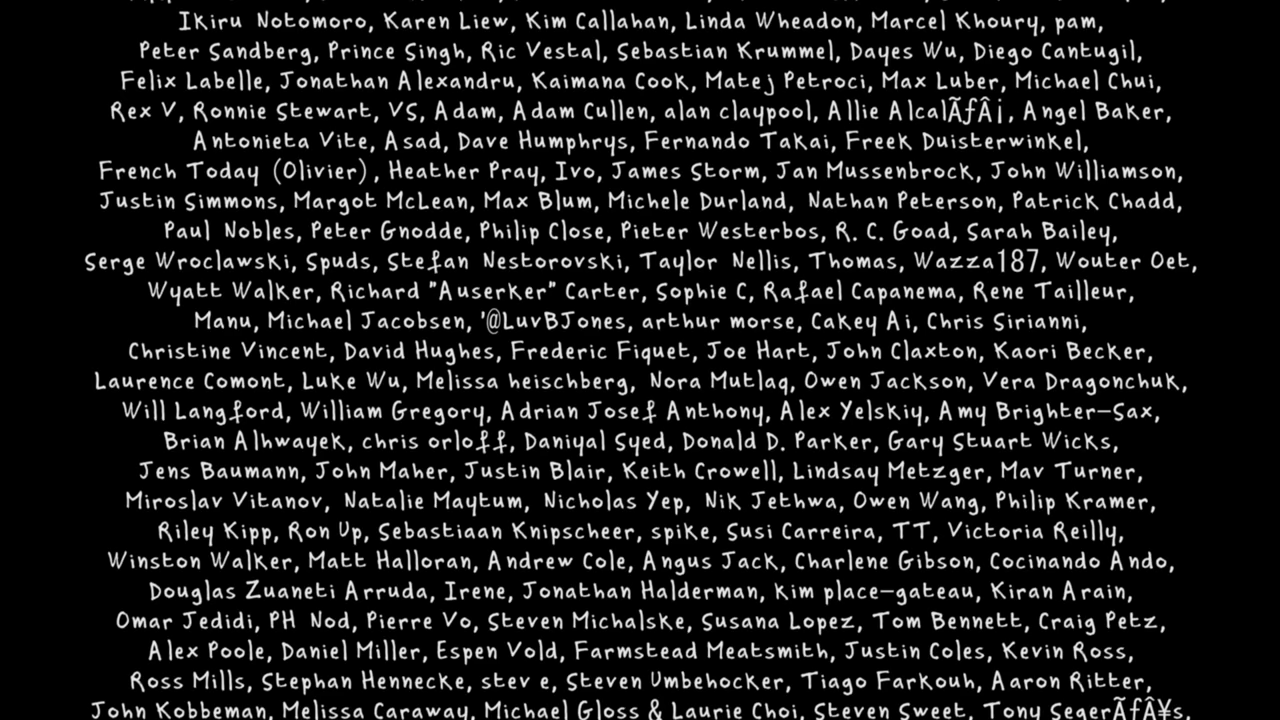 Ikiru Notomoro, Karen Liew, Kim Callahan, Linda Wheadon, Marcel Khoury, pam,
Peter Sandberg, Prince Singh, Ric Vestal, Sebastian Krummel, Dayes Wu, Diego Cantugil,
Felix Labelle, Jonathan Alexandru, Kaimana Cook, Matej Petroci, Max Luber, Michael Chui,
Rex V, Ronnie Stewart, VS, Adam, Adam Cullen, alan claypool, Allie AlcalÃƒÂ¡, Angel Baker,
Antonieta Vite, Asad, Dave Humphrys, Fernando Takai, Freek Duisterwinkel,
French Today (Olivier), Heather Pray, Ivo, James Storm, Jan Mussenbrock, John Williamson,
Justin Simmons, Margot McLean, Max Blum, Michele Durland, Nathan Peterson, Patrick Chadd,
Paul Nobles, Peter Gnodde, Philip Close, Pieter Westerbos, R. C. Goad, Sarah Bailey,
Serge Wroclawski, Spuds, Stefan Nestorovski, Taylor Nellis, Thomas, Wazza187, Wouter Oet,
Wyatt Walker, Richard "Auserker" Carter, Sophie C, Rafael Capanema, Rene Tailleur,
Manu, Michael Jacobsen, '@LuvBJones, arthur morse, CaKey Ai, Chris Sirianni,
Christine Vincent, David Hughes, Frederic Fiquet, Joe Hart, John Claxton, Kaori Becker,
Laurence Comont, Luke Wu, Melissa heischberg, Nora Mutlaq, Owen Jackson, Vera Dragonchuk,
Will Langford, William Gregory, Adrian Josef Anthony, Alex Yelskiy, Amy Brighter-Sax,
Brian Alhwayek, chris orloff, Daniyal Syed, Donald D. Parker, Gary Stuart Wicks,
Jens Baumann, John Maher, Justin Blair, Keith Crowell, Lindsay Metzger, Mav Turner,
Miroslav Vitanov, Natalie Maytum, Nicholas Yep, Nik Jethwa, Owen Wang, Philip Kramer,
Riley Kipp, Ron Up, Sebastiaan Knipscheer, spike, Susi Carreira, TT, Victoria Reilly,
Winston Walker, Matt Halloran, Andrew Cole, Angus Jack, Charlene Gibson, Cocinando Ando,
Douglas Zuaneti Arruda, Irene, Jonathan Halderman, kim place-gateau, Kiran Arain,
Omar Jedidi, PH Nod, Pierre Vo, Steven Michalske, Susana Lopez, Tom Bennett, Craig Petz,
Alex Poole, Daniel Miller, Espen Vold, Farmstead Meatsmith, Justin Coles, Kevin Ross,
Ross Mills, Stephan Hennecke, stev e, Steven Umbehocker, Tiago Farkouh, Aaron Ritter,
John Kobbeman, Melissa Caraway, Michael Gloss & Laurie Choi, Steven Sweet, Tony SegerÃƒÂ¥s,